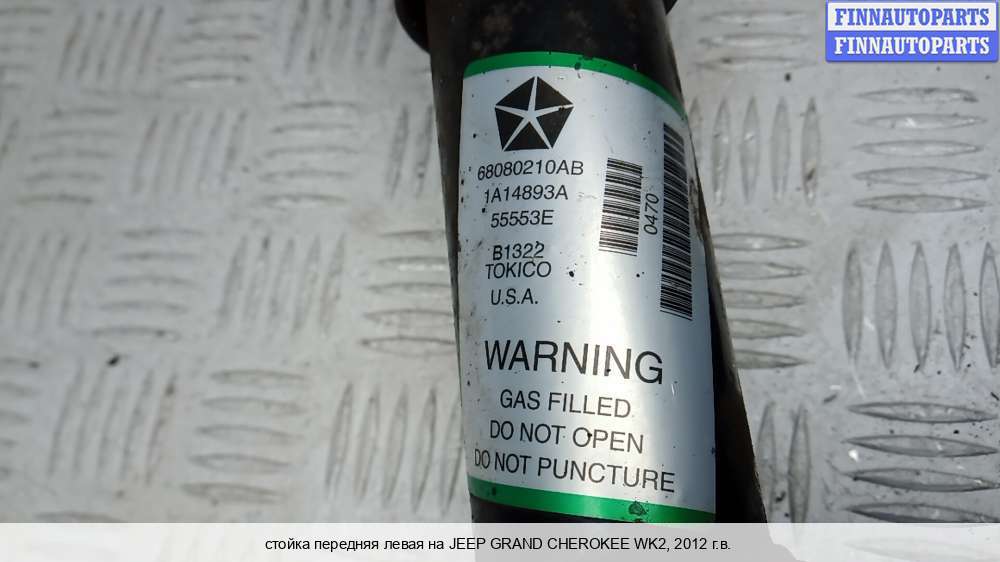 FINNAUTOPARTS
FINNAUTOPARTS
68080210AB
1A14893A
55553E
0470
B1322
TOKICO
U.S.A.
WARNING
GAS FILLED
DO NOT OPEN
DO NOT PUNCTURE
стойка передняя левая на JEEP GRAND CHEROKEE WK2, 2012 г.в.